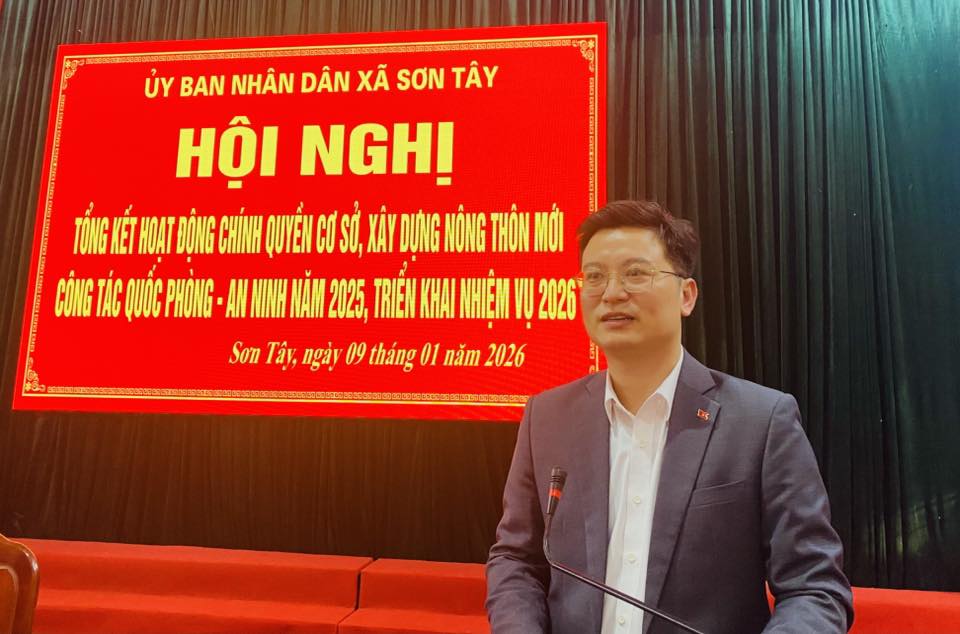 ỦY BAN NHÂN DÂN XÃ SƠN TÂY
HỘI NGHỊ
TỔNG KẾT HOẠT ĐỘNG CHÍNH QUYỀN CƠ SỞ, XÂY DỰNG NÔNG THÔN MỚI
CÔNG TÁC QUỐC PHÒNG - AN NINH NĂM 2025, TRIỂN KHAI NHIỆM VỤ 2026
Sơn Tây, ngày 09 tháng 01 năm 2026